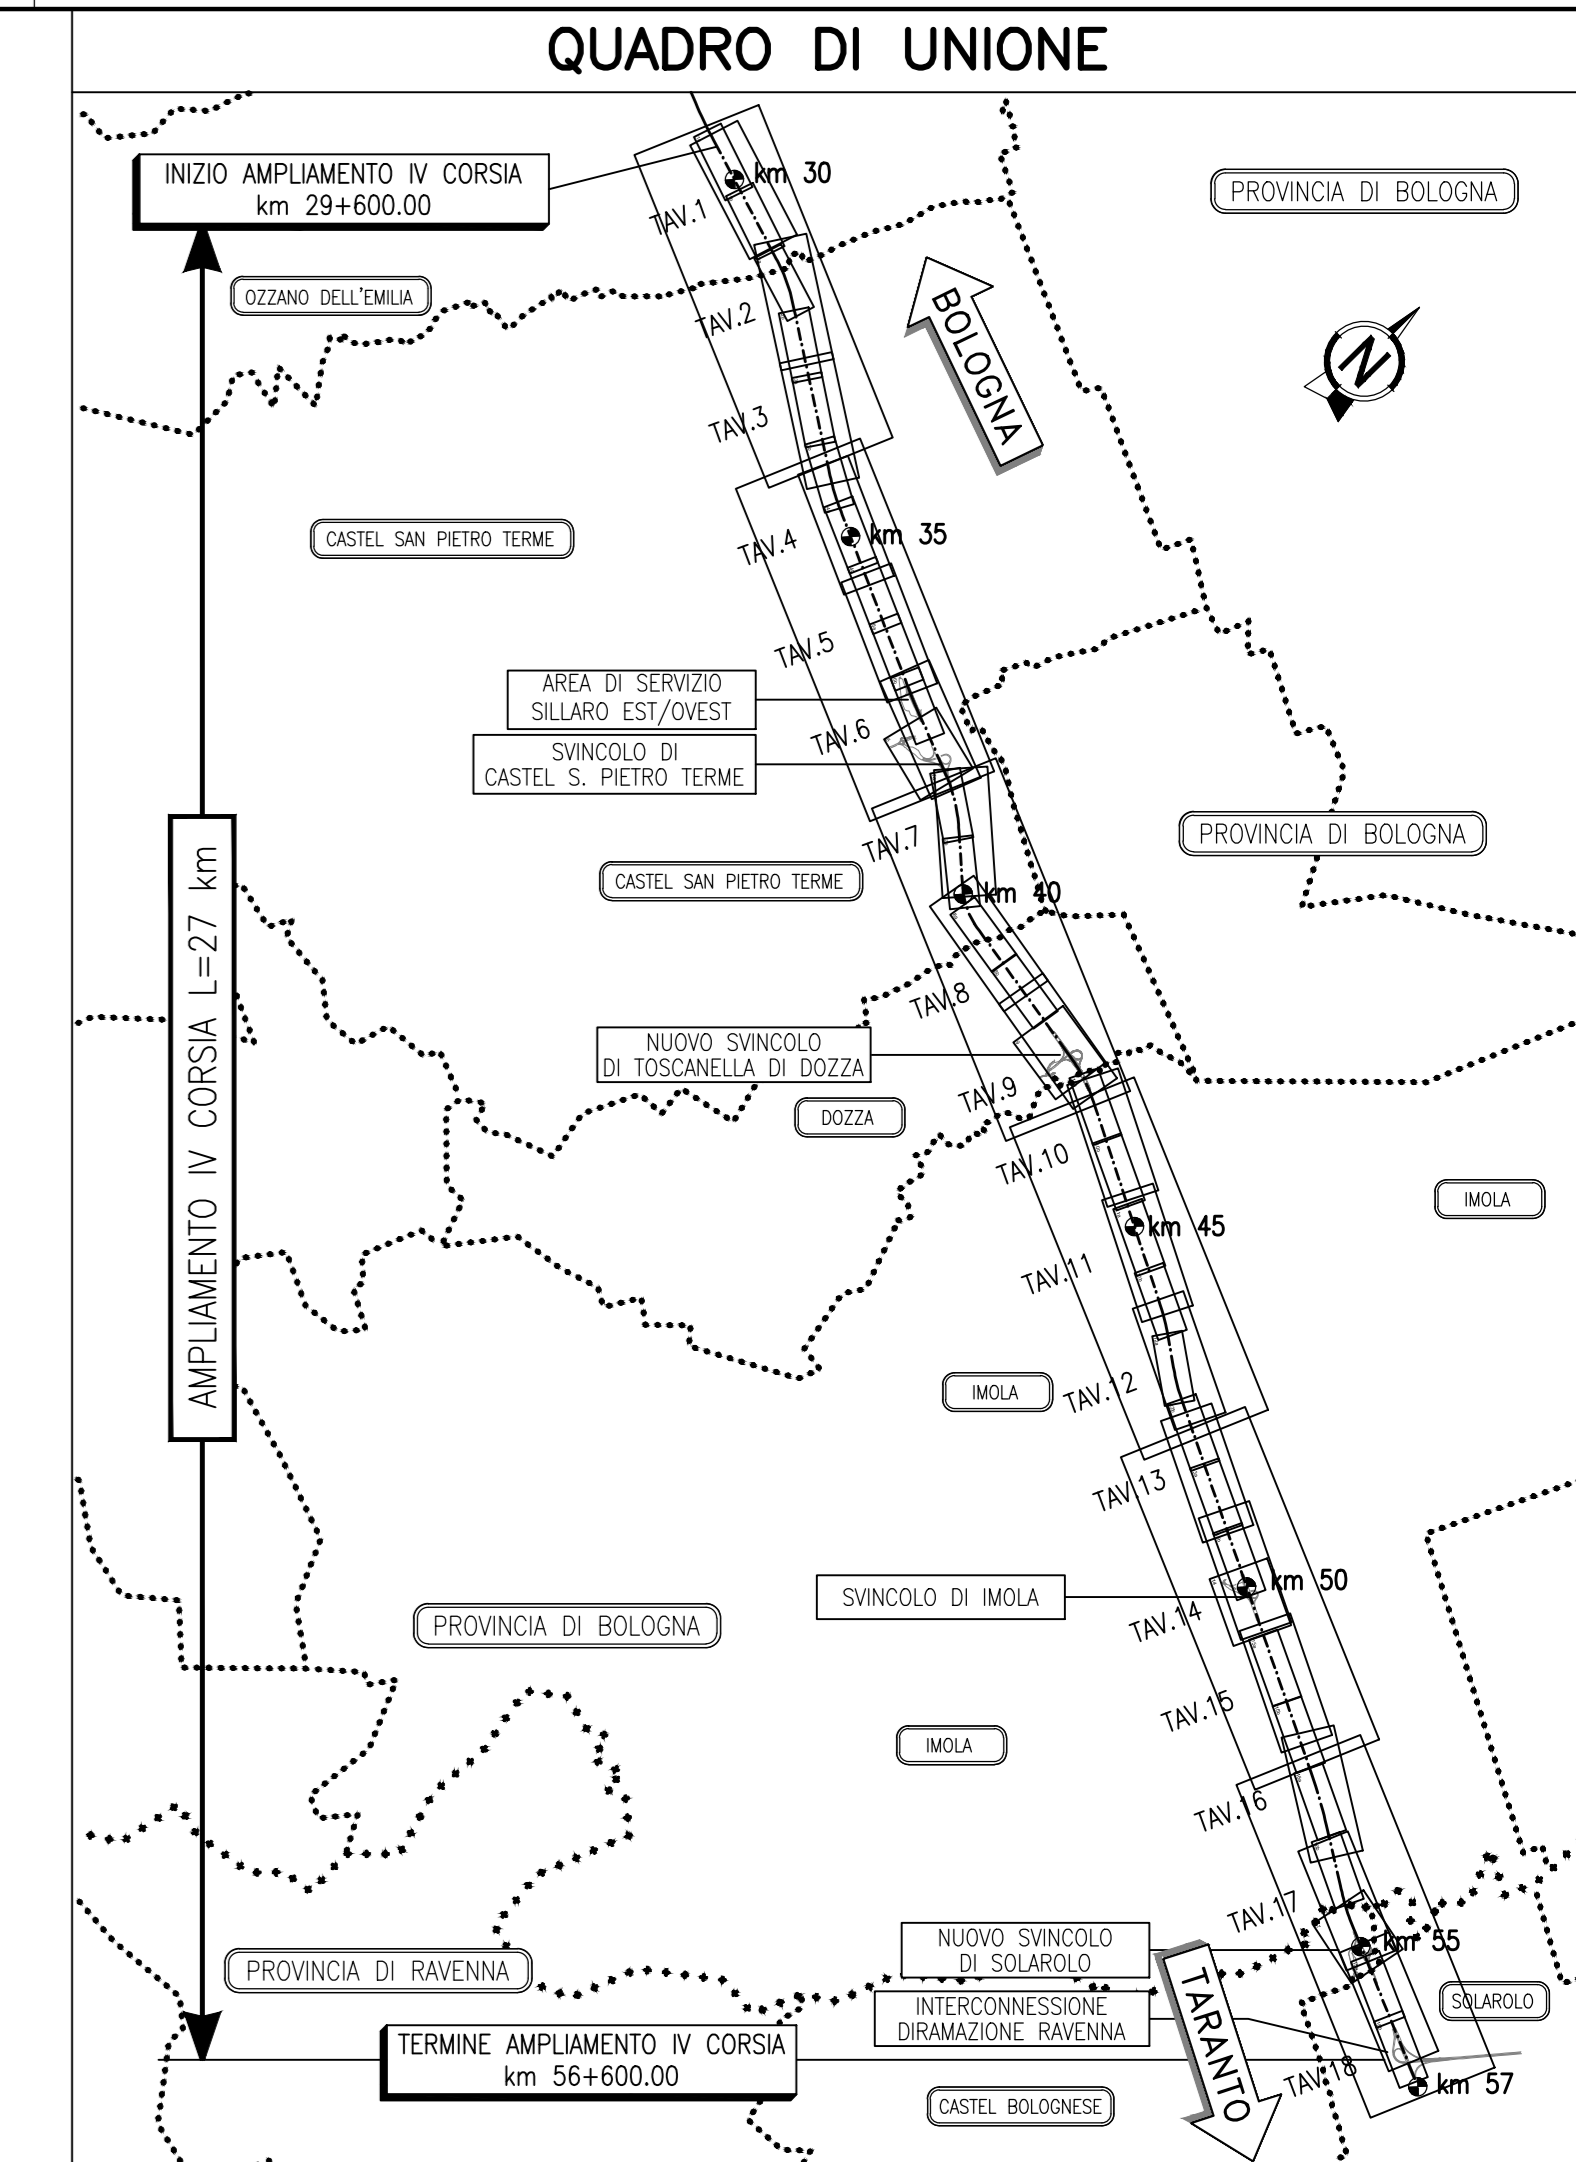 QUADRO DI UNIONE
INIZIO AMPLIAMENTO IV CORSIA
km 29+600.00
km 30
PROVINCIA DI BOLOGNA
TAV.1
OZZANO DELL'EMILIA
TAV.2
BOLOGNA
N
TAV.3
CASTEL SAN PIETRO TERME
TAV.4
km 35
TAV.5
AREA DI SERVIZIO
SILLARO EST/OVEST
TAV.6
SVINCOLO DI
CASTEL S. PIETRO TERME
TAV.7
PROVINCIA DI BOLOGNA
CASTEL SAN PIETRO TERME
km 40
AMPLIAMENTO IV CORSIA L=27 km
TAV.8
NUOVO SVINCOLO
DI TOSCANELLA DI DOZZA
TAV.9
DOZZA
TAV.10
IMOLA
km 45
TAV.11
IMOLA
TAV.12
TAV.13
km 50
SVINCOLO DI IMOLA
TAV.14
PROVINCIA DI BOLOGNA
TAV.15
IMOLA
TAV.16
TAV.17
NUOVO SVINCOLO
DI SOLAROLO
km 55
PROVINCIA DI RAVENNA
SOLAROLO
INTERCONNESSIONE
DIRAMAZIONE RAVENNA
TARANTO
TERMINE AMPLIAMENTO IV CORSIA
km 56+600.00
TAV.18
km 57
CASTEL BOLOGNESE